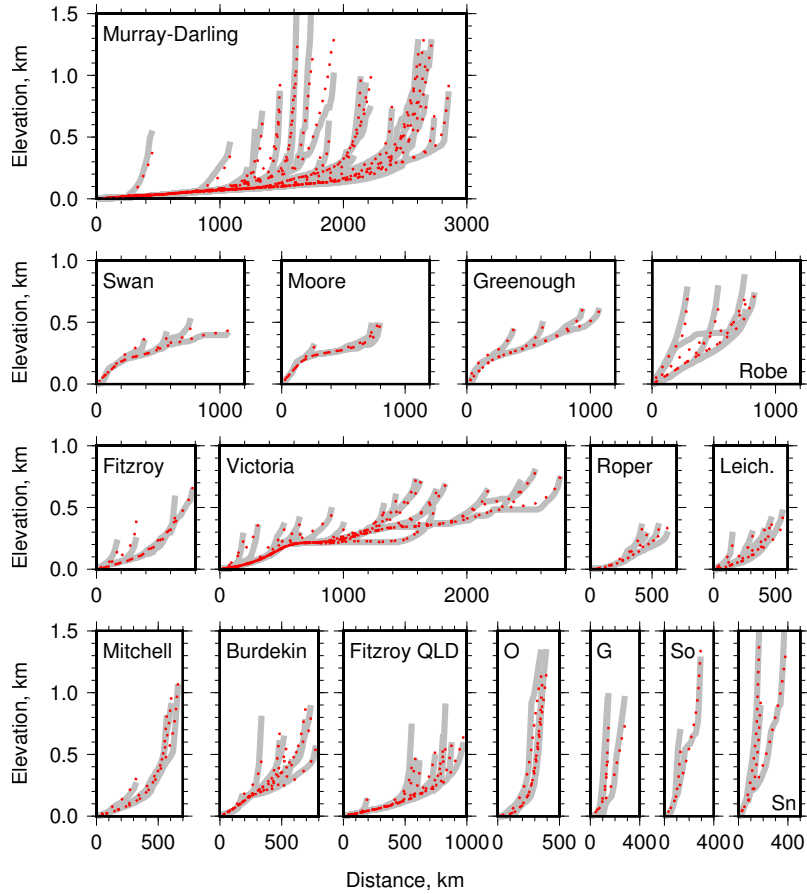 1.5
Murray-Darling
1.0
0.5
0.0
Elevation, km
0 1000 2000 3000
1.0
0.5
0.0
Elevation, km
Swan Moore Greenough Robe
0 1000 0 1000 0 1000 0 1000
1.0
0.5
0.0
Elevation, km
Fitzroy Victoria Roper Leich.
0 500 0 1000 2000 0 500 0 500
1.5
1.0
0.5
0.0
Elevation, km
Mitchell Burdekin Fitzroy QLD O G So Sn
0 500 0 500 0 500 1000 0 500 0 400 0 400 0 400
Distance, km